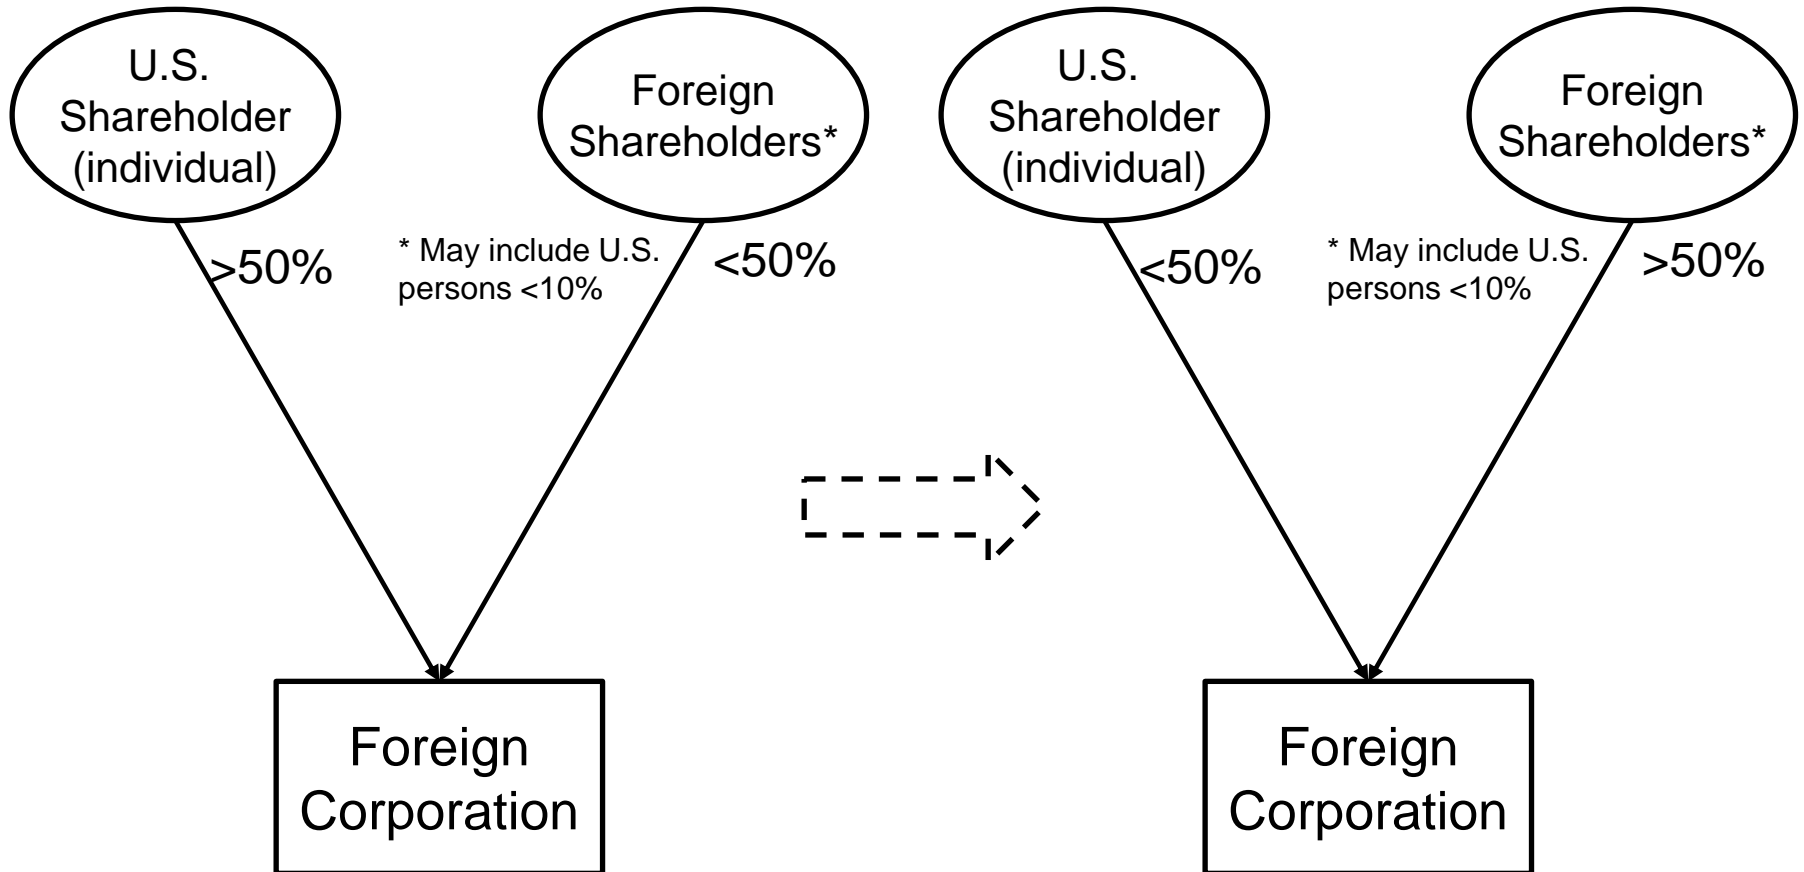 U.S.
Shareholder
(individual)
Foreign
Shareholders*
>50%
* May include U.S.
persons <10%
<50%
Foreign
Corporation
U.S.
Shareholder
(individual)
Foreign
Shareholders*
<50%
* May include U.S.
persons <10%
>50%
Foreign
Corporation